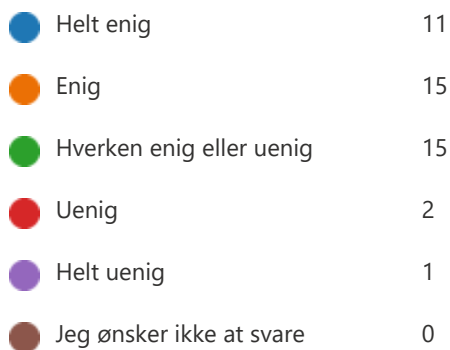 Helt enig 11
Enig 15
Hverken enig eller uenig 15
Uenig 2
Helt uenig 1
Jeg ønsker ikke at svare 0